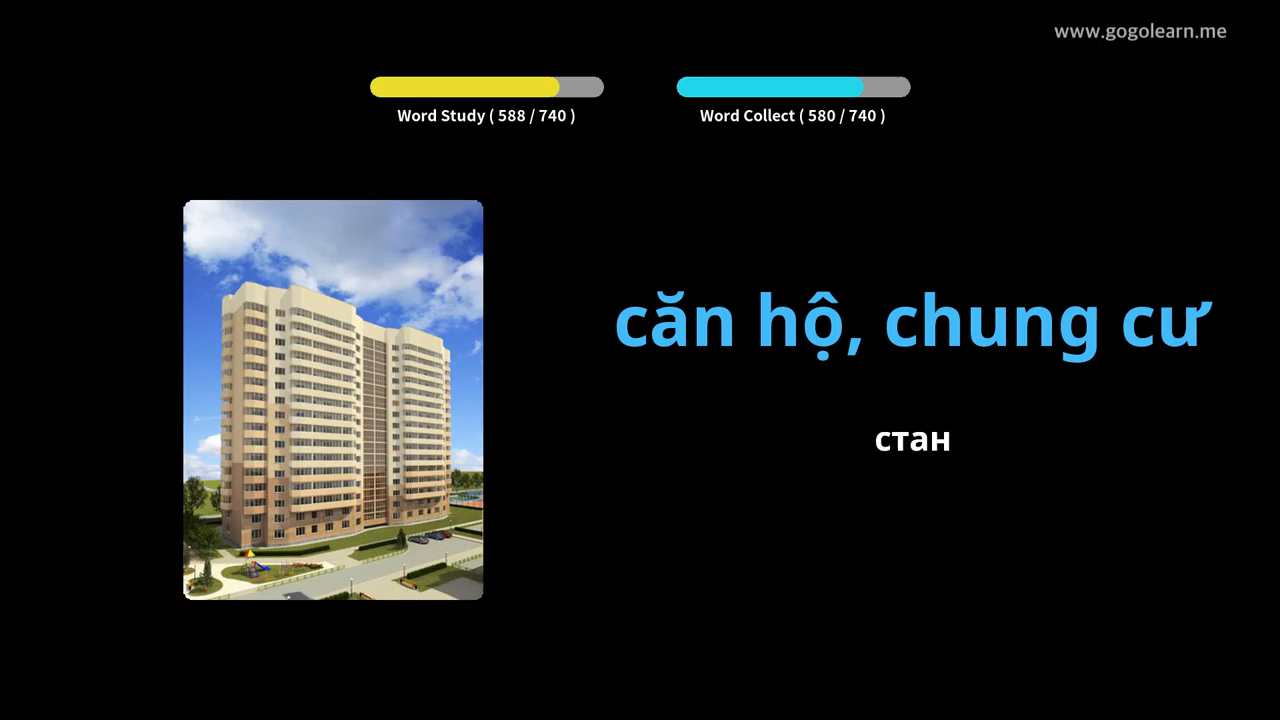 www.gogolearn.me
Word Study ( 588 / 740 )
Word Collect ( 580 / 740 )
căn hộ, chung cư
стан